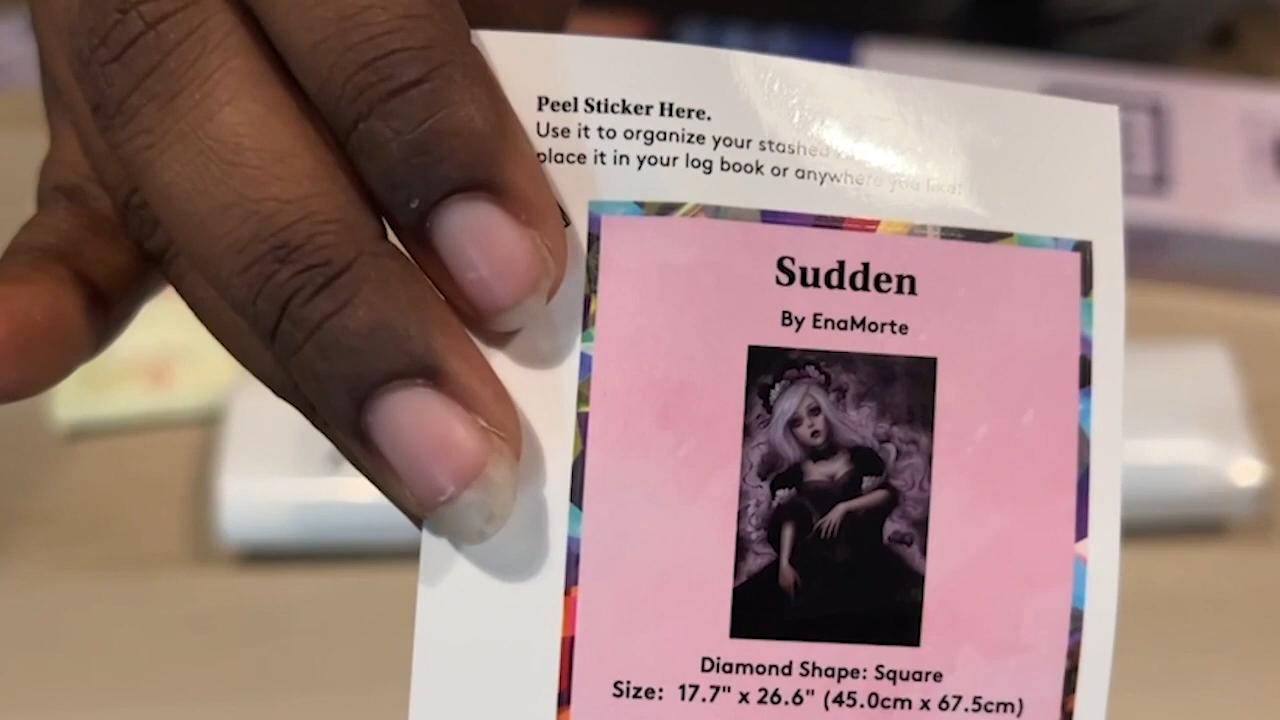 Peel Sticker Here.
Use it to organize your stashed
place it in your log book or anywhere you like!
Sudden
By EnaMorte
Diamond Shape: Square
Size: 17.7" x 26.6" (45.0cm x 67.5cm)